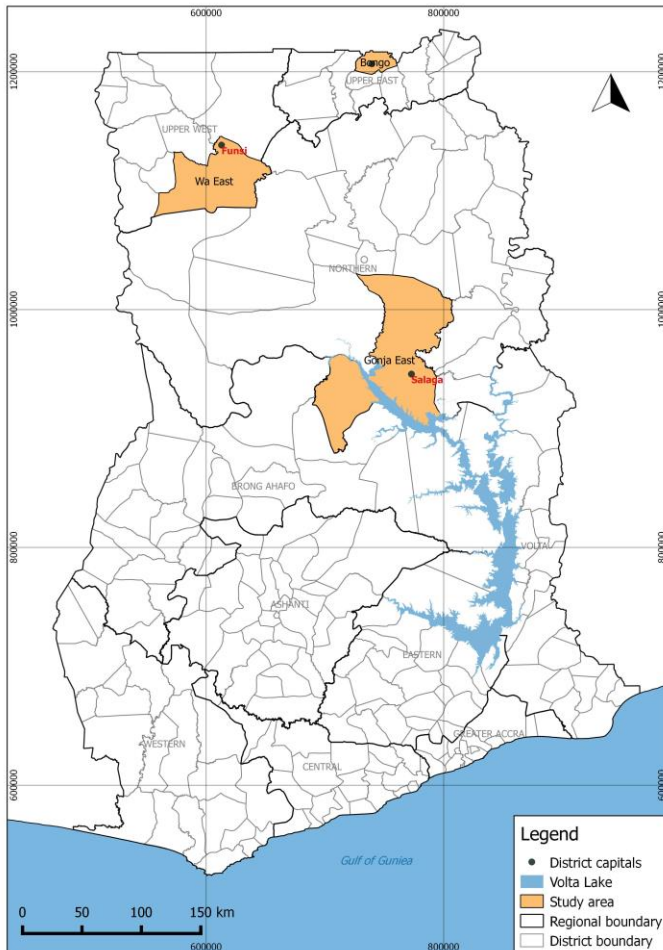 600000
800000
1200000
1200000
Bongo
UPPER EAST
UPPER WEST
Funsi
Wa East
NORTHERN
1000000
1000000
Gonja East
Salaga
BRONG AHAFO
800000
800000
VOLTA
ASHANTI
EASTERN
WESTERN
GREATER ACCRA
CENTRAL
600000
600000
Gulf of Guniea
Legend
District capitals
Volta Lake
Study area
Regional boundary
District boundary
0 50 100 150 km
600000
800000